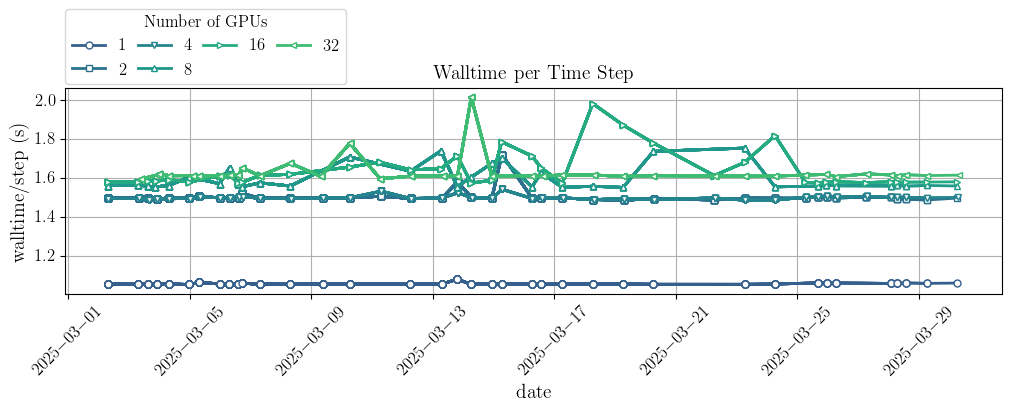 Number of GPUs
1 4 16 32
2 8
Walltime per Time Step
walltime/step (s)
2.0
1.8
1.6
1.4
1.2
2025−03−01 2025−03−05 2025−03−09 2025−03−13 2025−03−17 2025−03−21 2025−03−25 2025−03−29
date